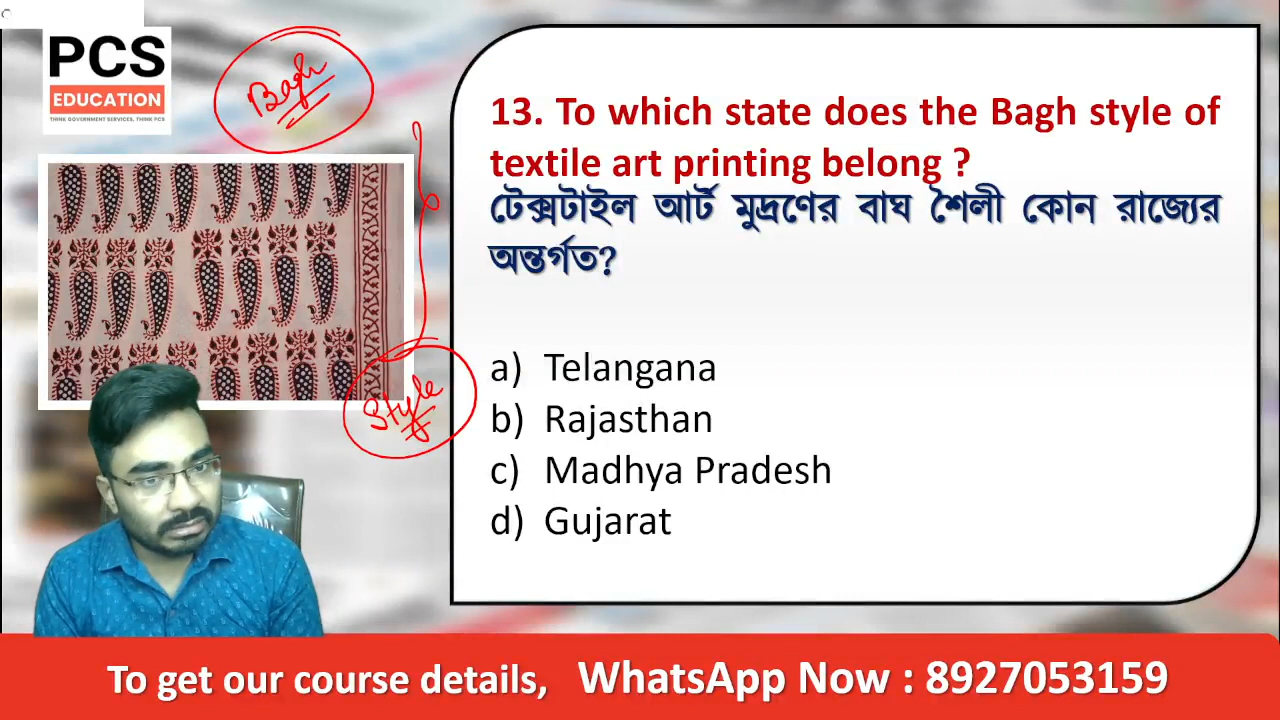 PCS
EDUCATION
THINK GOVERNMENT SERVICES, THINK PCS
Bagh
Style
13. To which state does the Bagh style of
textile art printing belong ?
টেক্সটাইল আর্ট মুদ্রণের বাঘ শৈলী কোন রাজ্যের
অন্তর্গত?
a) Telangana
b) Rajasthan
c) Madhya Pradesh
d) Gujarat
To get our course details, WhatsApp Now : 8927053159